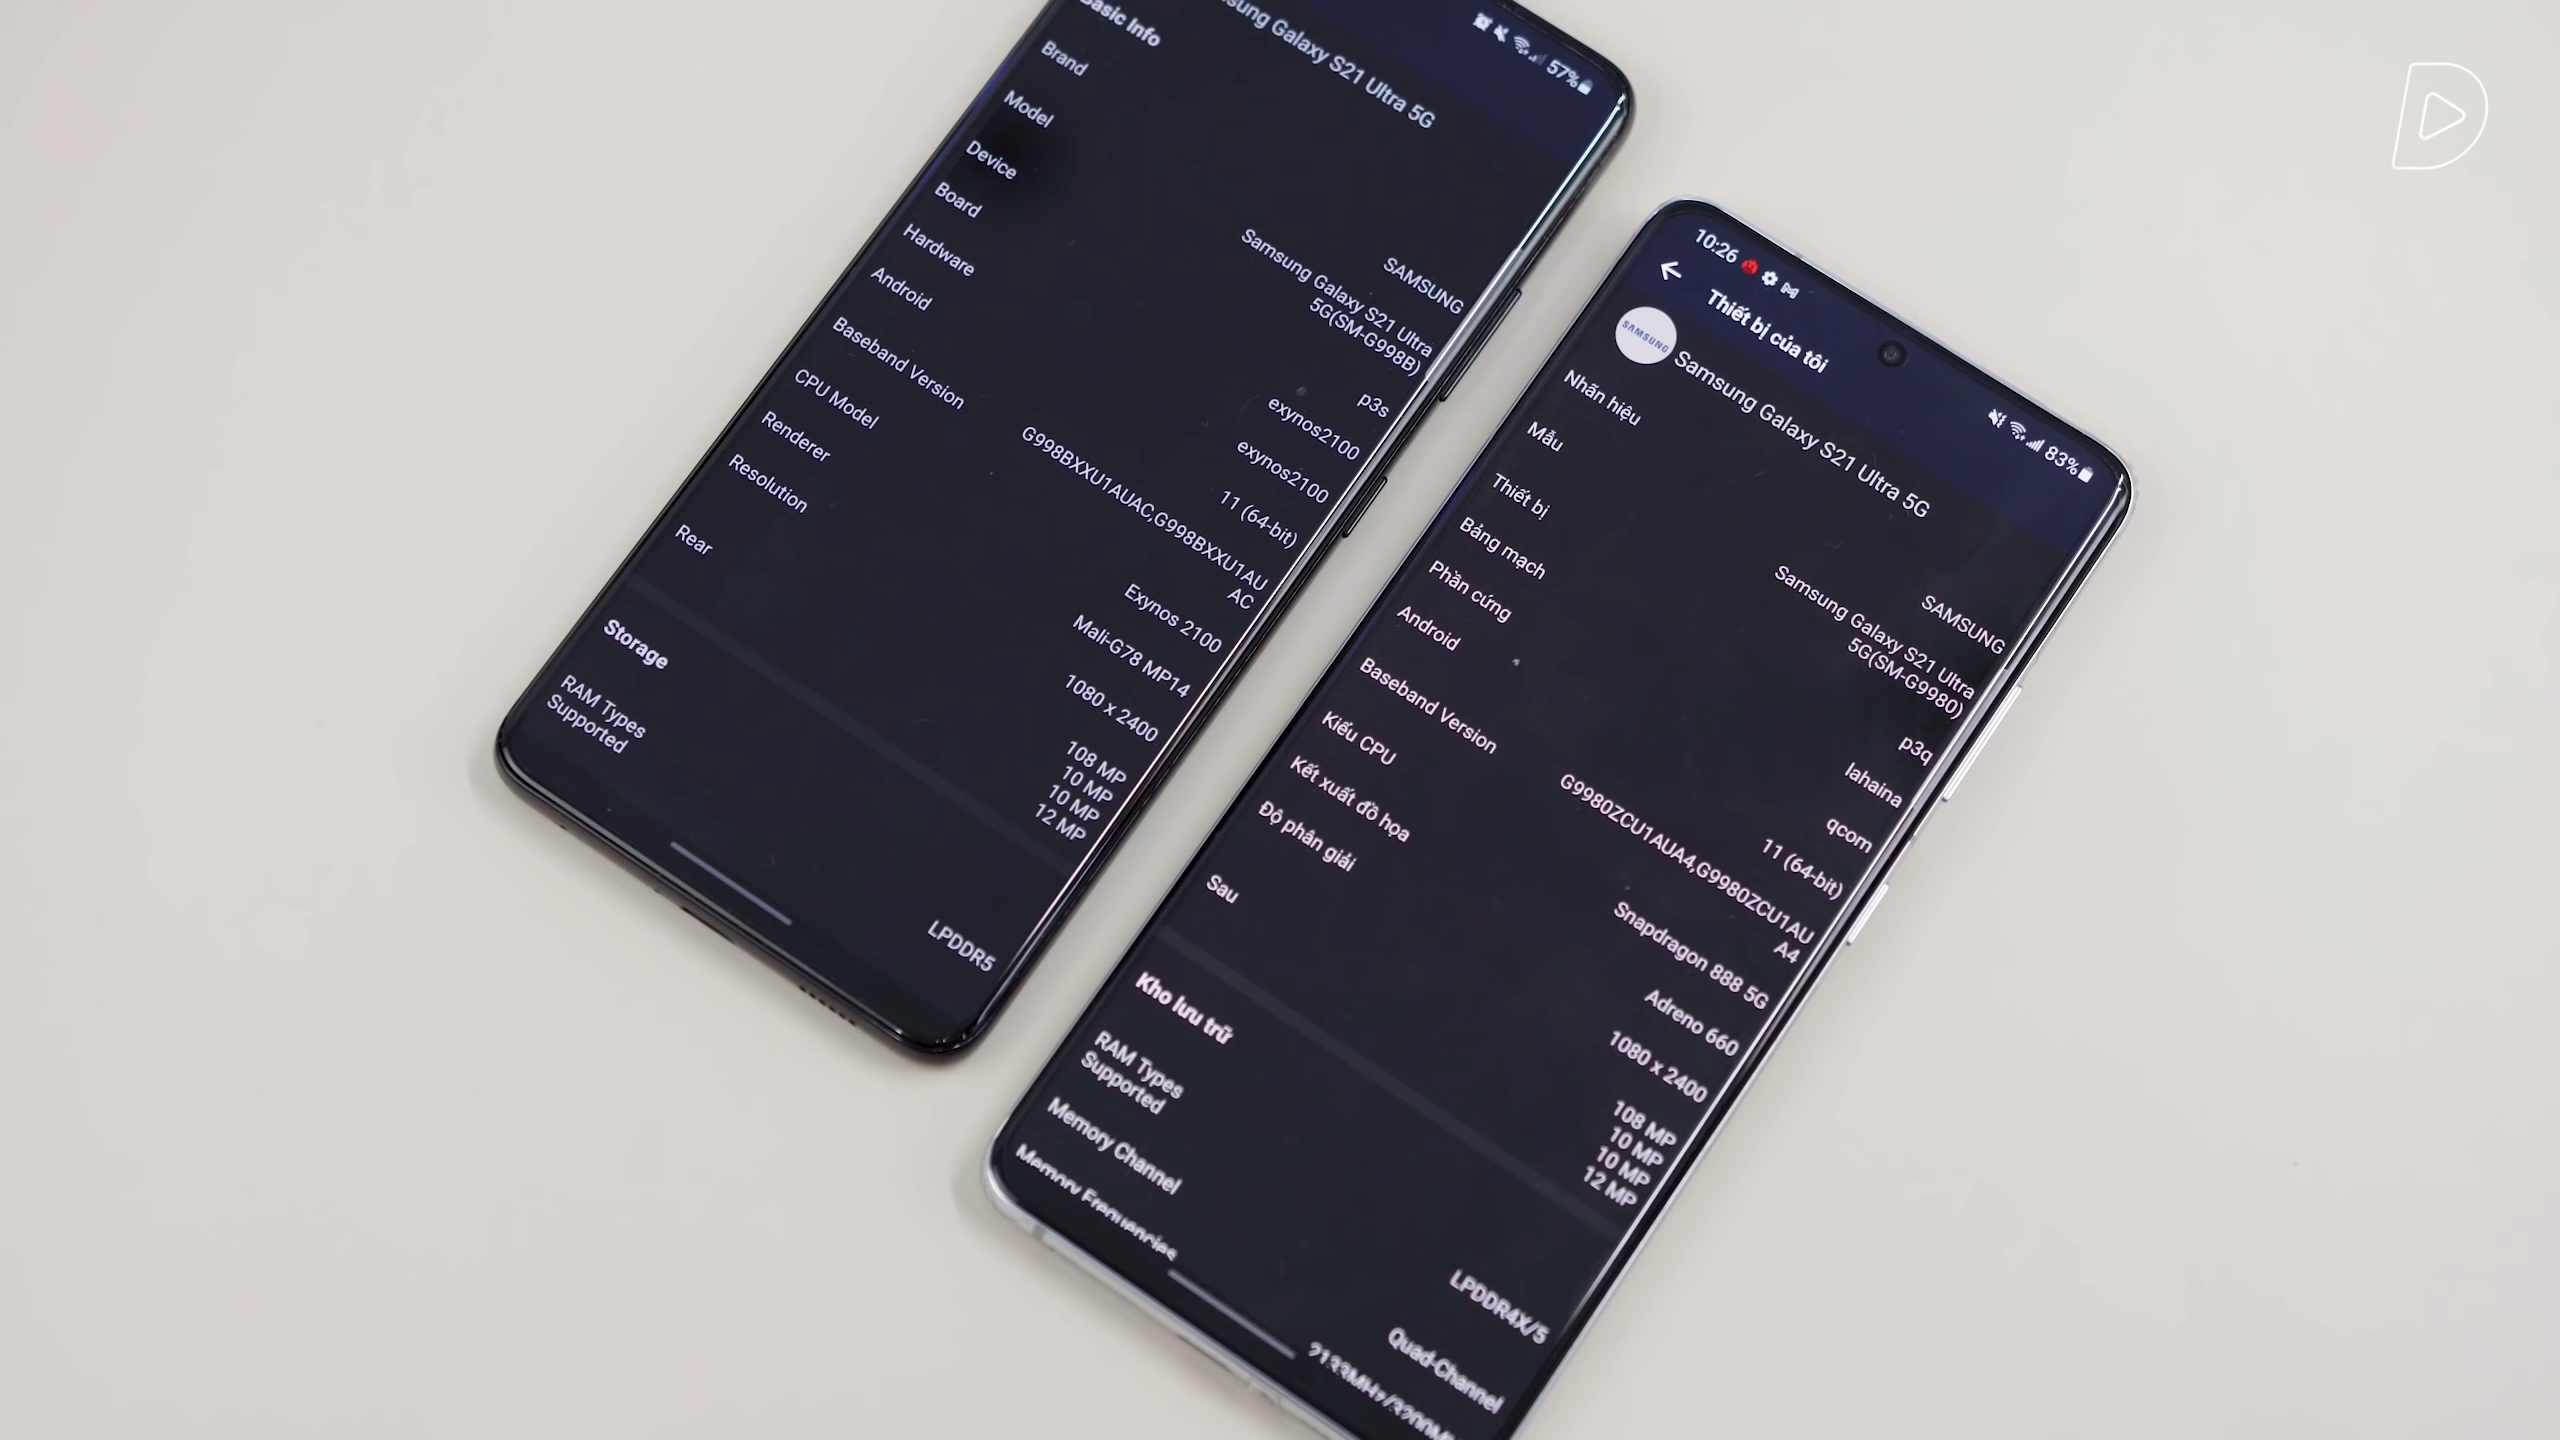 57%
Samsung Galaxy S21 Ultra 5G
Basic Info
Brand
SAMSUNG
Model
Samsung Galaxy S21 Ultra
5G(SM-G998B)
Device
p3s
Board
exynos2100
Hardware
exynos2100
Android
11 (64-bit)
Baseband Version
G998BXXU1AUAC,G998BXXU1AU
AC
CPU Model
Exynos 2100
Renderer
Mali-G78 MP14
Resolution
1080 x 2400
Rear
108 MP
10 MP
10 MP
12 MP
Storage
RAM Types
Supported
LPDDR5
10:26
83%
Thiết bị của tôi
SAMSUNG
Samsung Galaxy S21 Ultra 5G
Nhãn hiệu
SAMSUNG
Mẫu
Samsung Galaxy S21 Ultra
5G(SM-G9980)
Thiết bị
p3q
Bảng mạch
lahaina
Phần cứng
qcom
Android
11 (64-bit)
Baseband Version
G9980ZCU1AUA4,G9980ZCU1AU
A4
Kiểu CPU
Snapdragon 888 5G
Kết xuất đồ họa
Adreno 660
Độ phân giải
1080 x 2400
Sau
108 MP
10 MP
10 MP
12 MP
Kho lưu trữ
RAM Types
Supported
LPDDR4X/5
Memory Channel
Quad-Channel
Memory Frequencies